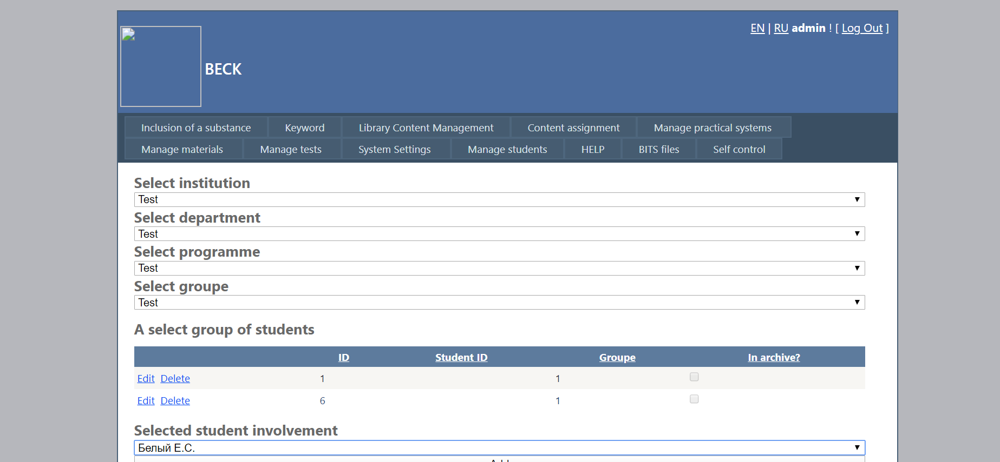 EN | RU admin ! [ Log Out ]
BECK
Inclusion of a substance Keyword Library Content Management Content assignment Manage practical systems
Manage materials Manage tests System Settings Manage students HELP BITS files Self control
Select institution
Test
Select department
Test
Select programme
Test
Select groupe
Test
A select group of students
ID Student ID Groupe In archive?
Edit Delete 1 1
Edit Delete 6 1
Selected student involvement
Белый Е.С.